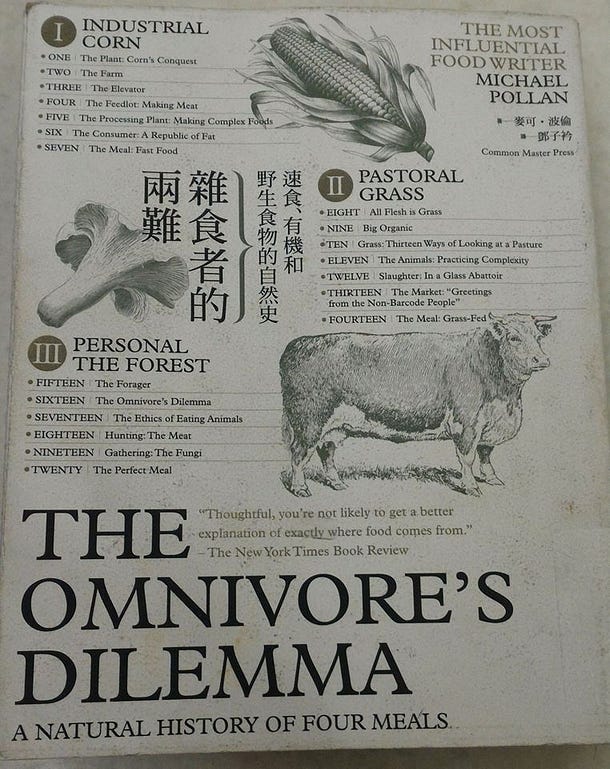 I INDUSTRIAL
CORN
• ONE | The Plant: Corn's Conquest
• TWO | The Farm
• THREE | The Elevator
• FOUR | The Feedlot: Making Meat
• FIVE | The Processing Plant: Making Complex Foods
• SIX | The Consumer: A Republic of Fat
• SEVEN | The Meal: Fast Food
THE MOST
INFLUENTIAL
FOOD WRITER
MICHAEL
POLLAN
麥可・波倫
鄧子衿
Common Master Press
雜食者的
兩難
速食、有機和
野生食物的自然史
II PASTORAL
GRASS
• EIGHT | All Flesh is Grass
• NINE | Big Organic
• TEN | Grass: Thirteen Ways of Looking at a Pasture
• ELEVEN | The Animals: Practicing Complexity
• TWELVE | Slaughter: In a Glass Abattoir
• THIRTEEN | The Market: “Greetings
from the Non-Barcode People”
• FOURTEEN | The Meal: Grass-Fed
III PERSONAL
THE FOREST
• FIFTEEN | The Forager
• SIXTEEN | The Omnivore's Dilemma
• SEVENTEEN | The Ethics of Eating Animals
• EIGHTEEN | Hunting: The Meat
• NINETEEN | Gathering: The Fungi
• TWENTY | The Perfect Meal
“Thoughtful, you're not likely to get a better
explanation of exactly where food comes from.”
– The New York Times Book Review
THE
OMNIVORE'S
DILEMMA
A NATURAL HISTORY OF FOUR MEALS